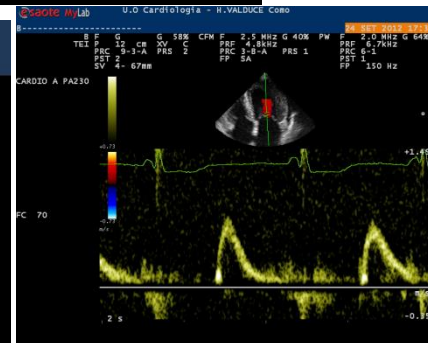 esaote MyLab U.O Cardiologia - H.VALDUCE Como
B 24 SET 2012 17:3
B F G G 58% CFM F 2.5 MHz G 40% PW F 2.0 MHz G 64%
TEI P 12 cm XV C PRF 4.8kHz PRF 6.7kHz
PRC 9-3-A PRS 2 PRC 3-B-A PRS 1 PRC 6-1
PST 2 FP SA PST 1
SV 4- 67mm FP 150 Hz
CARDIO A PA230
+0.73
+1.4
FC 70
-0.73
m/s
m/s
2 s
-0.3